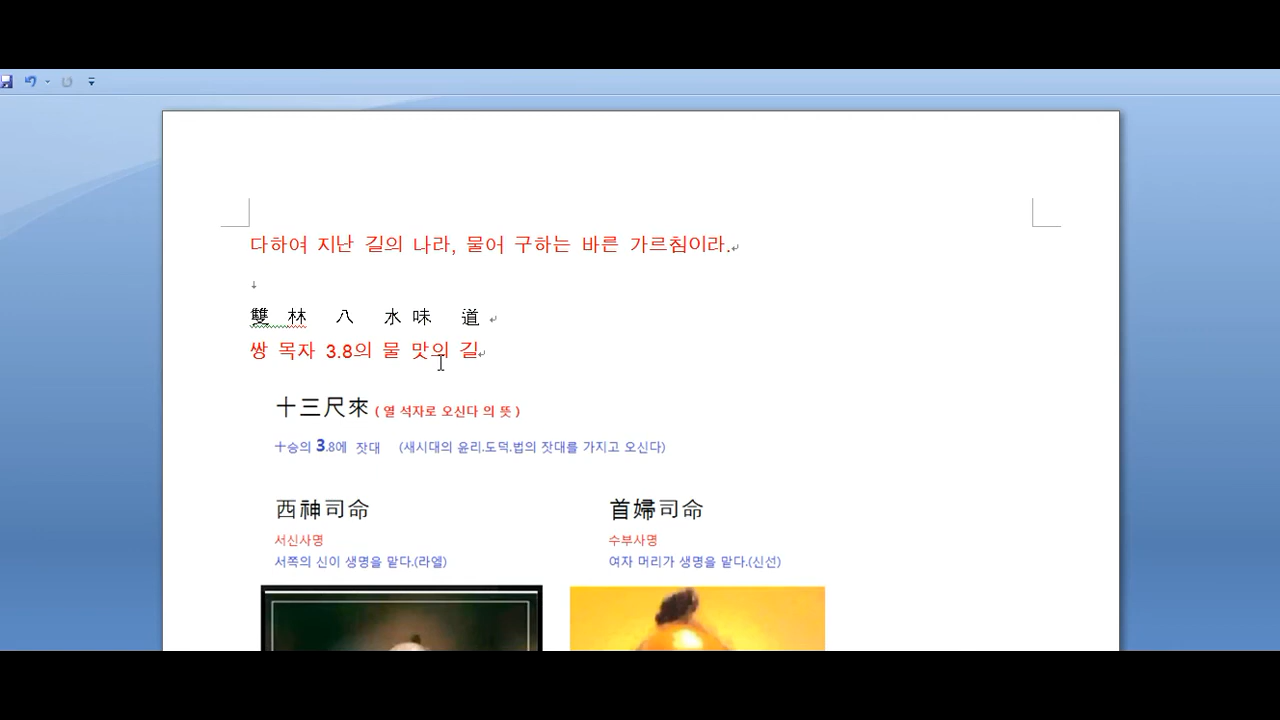 다하여 지난 길의 나라, 물어 구하는 바른 가르침이라.
雙 林 八 水 味 道
쌍 목자 3.8의 물 맛의 길
十三尺來 ( 열 석자로 오신다 의 뜻 )
十승의 3.8에 잣대 (새시대의 윤리.도덕.법의 잣대를 가지고 오신다)
西神司命 首婦司命
서신사명 수부사명
서쪽의 신이 생명을 맡다.(라엘) 여자 머리가 생명을 맡다.(신선)